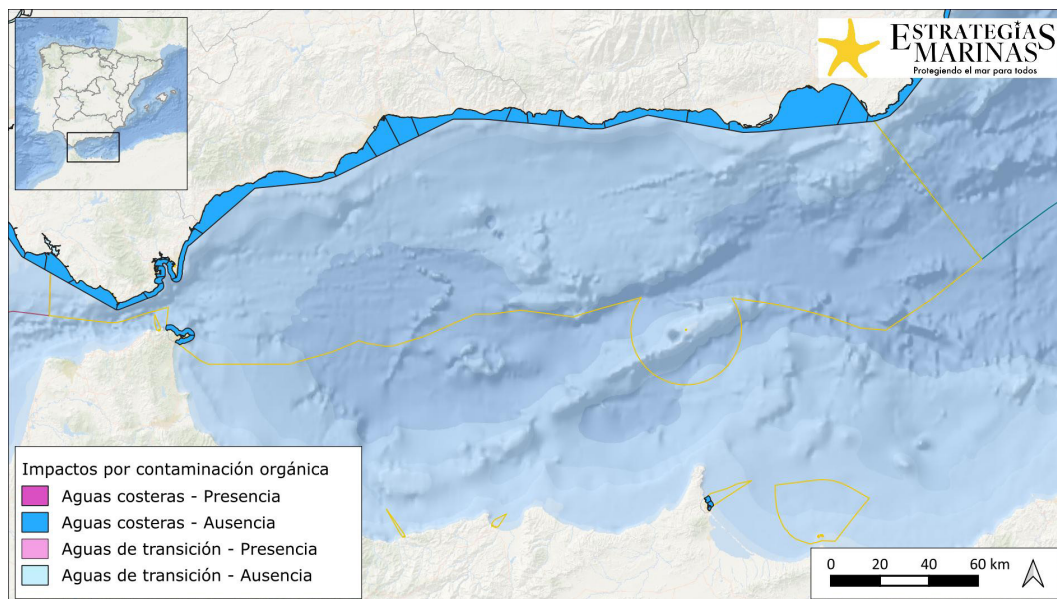 ESTRATEGIAS
MARINAS
Protegiendo el mar para todos
Impactos por contaminación orgánica
Aguas costeras - Presencia
Aguas costeras - Ausencia
Aguas de transición - Presencia
Aguas de transición - Ausencia
0 20 40 60 km